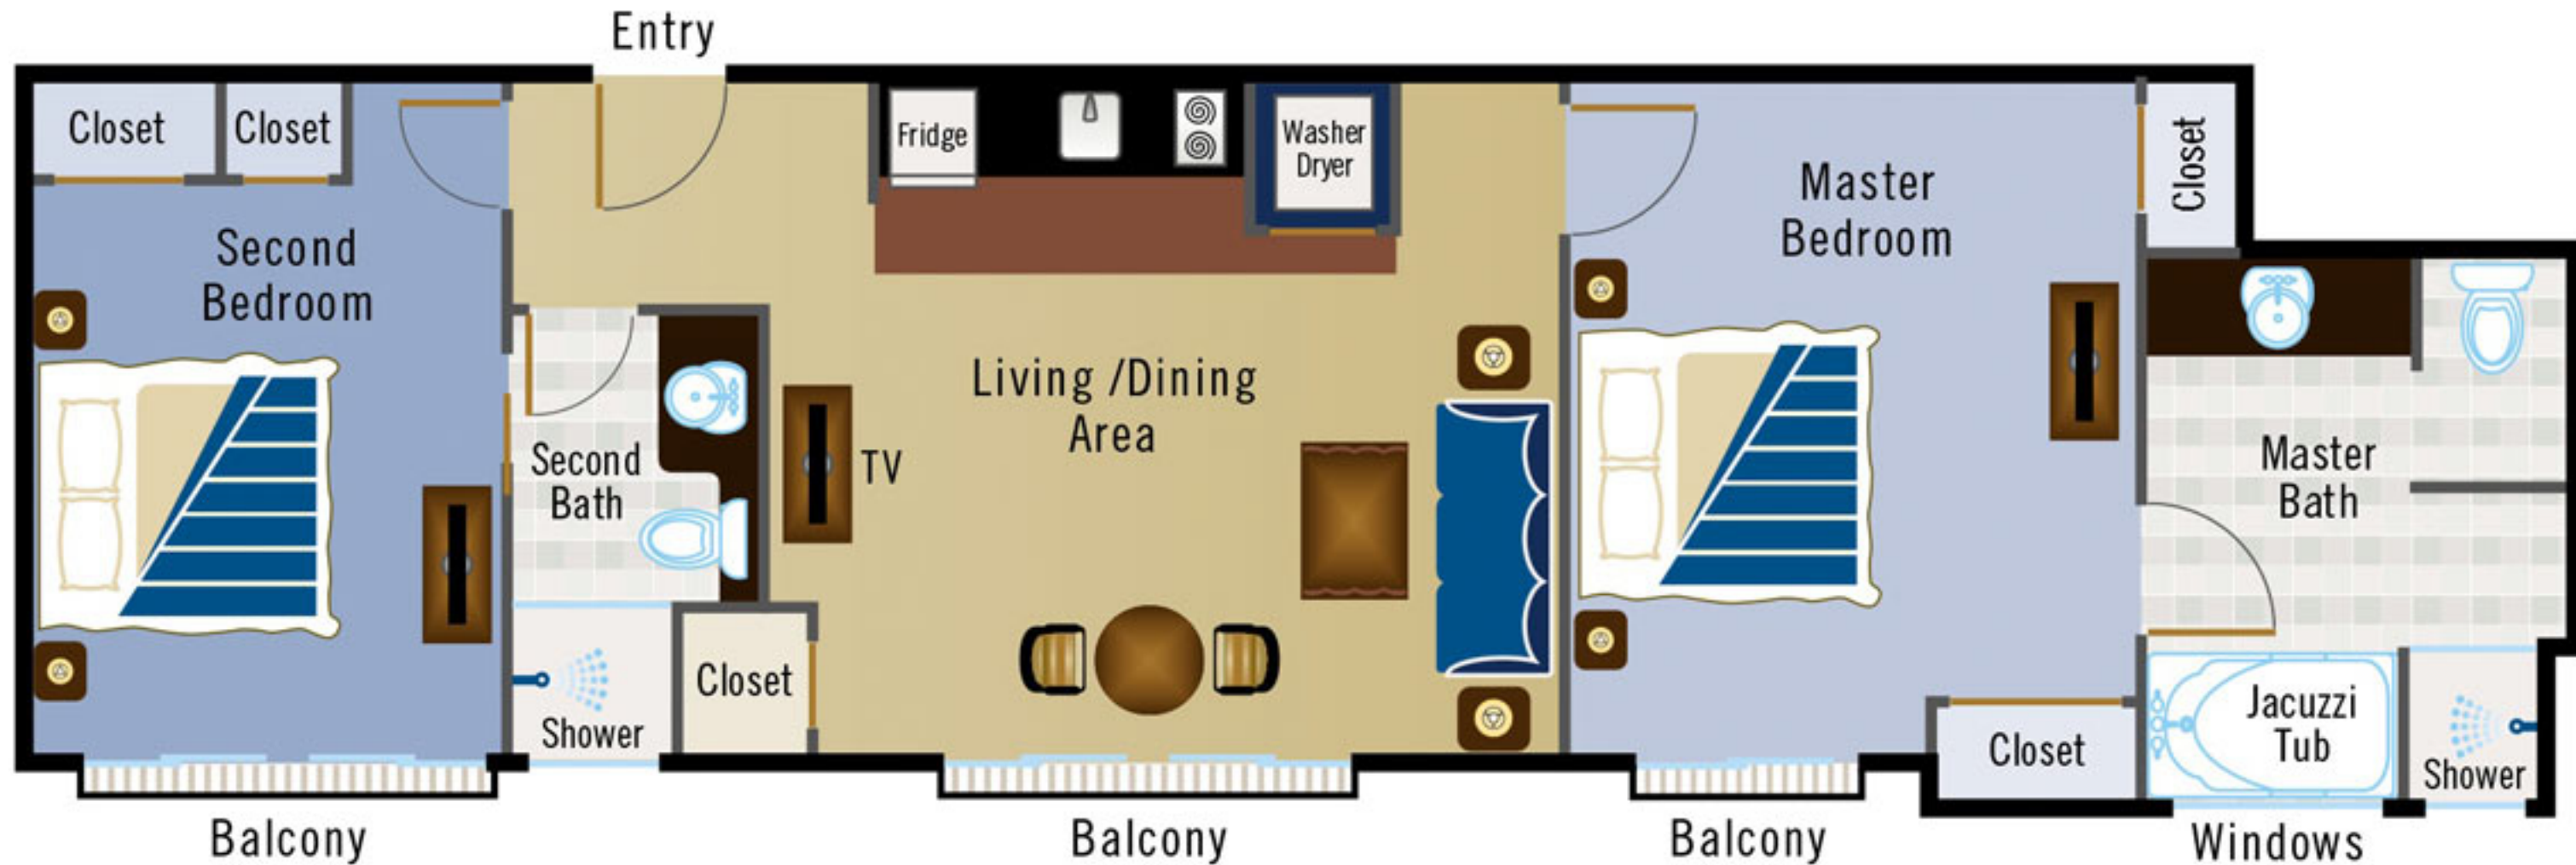 Entry
Closet
Closet
Fridge
Washer
Dryer
Closet
Master
Bedroom
Second
Bedroom
Living /Dining
Area
TV
Second
Bath
Master
Bath
Closet
Shower
Closet
Jacuzzi
Tub
Shower
Balcony
Balcony
Balcony
Windows